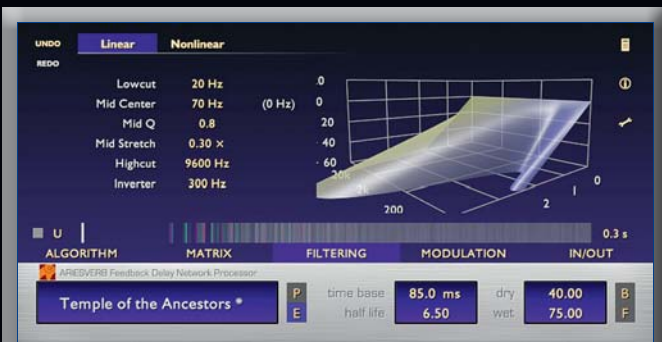 UNDO Linear Nonlinear
REDO
Lowcut 20 Hz
Mid Center 70 Hz (0 Hz)
Mid Q 0.8
Mid Stretch 0.30 ×
Highcut 9600 Hz
Inverter 300 Hz
.0
0
20
40
60
20k
2k
200
2
1
0
U
0.3 s
ALGORITHM MATRIX FILTERING MODULATION IN/OUT
ARIESVERB Feedback Delay Network Processor
Temple of the Ancestors *
P
E
time base 85.0 ms dry 40.00 B
half life 6.50 wet 75.00 F